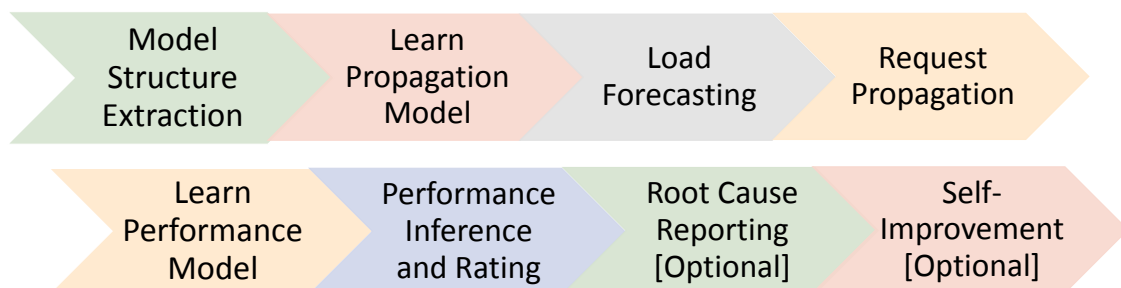 Model
Structure
Extraction
Learn
Propagation
Model
Load
Forecasting
Request
Propagation
Learn
Performance
Model
Performance
Inference
and Rating
Root Cause
Reporting
[Optional]
Self-
Improvement
[Optional]